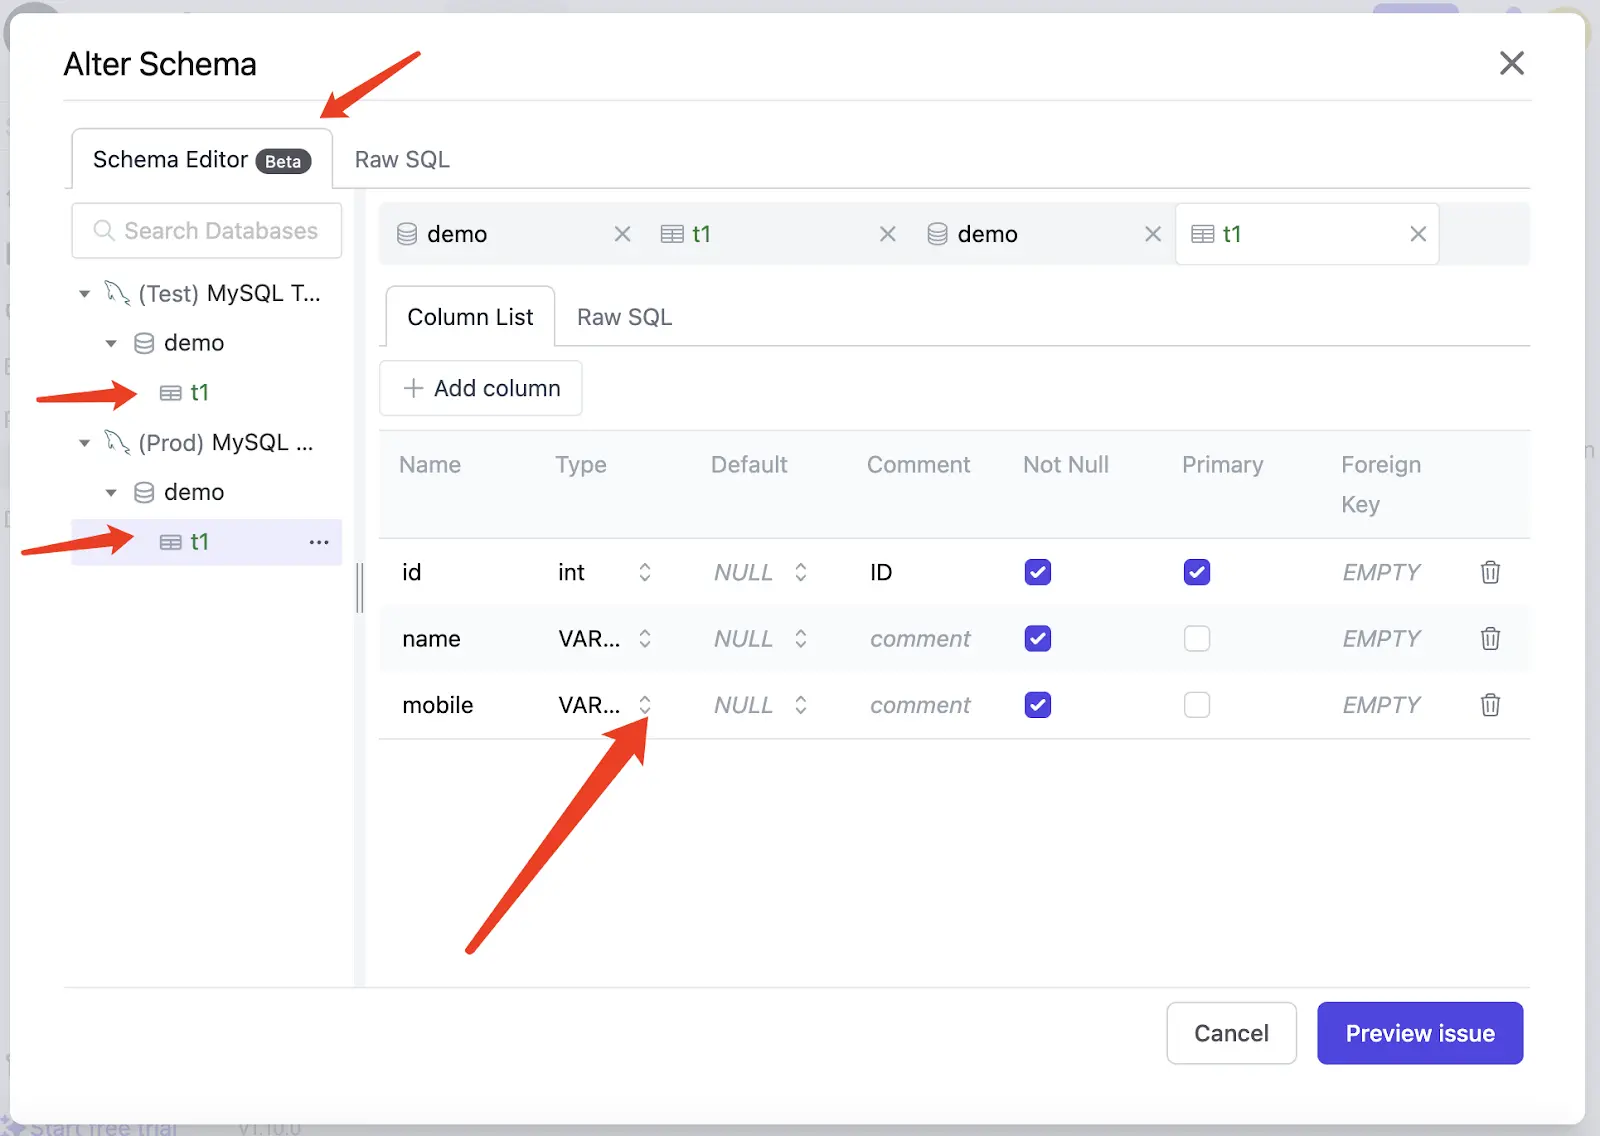 Alter Schema
Schema Editor Beta Raw SQL
Search Databases
demo t1 demo t1
(Test) MySQL T...
demo
t1
(Prod) MySQL ...
demo
t1 ...
Column List Raw SQL
+ Add column
Name Type Default Comment Not Null Primary Foreign Key
id int NULL ID EMPTY
name VAR... NULL comment EMPTY
mobile VAR... NULL comment EMPTY
Cancel Preview issue
Start free trial v1.10.0